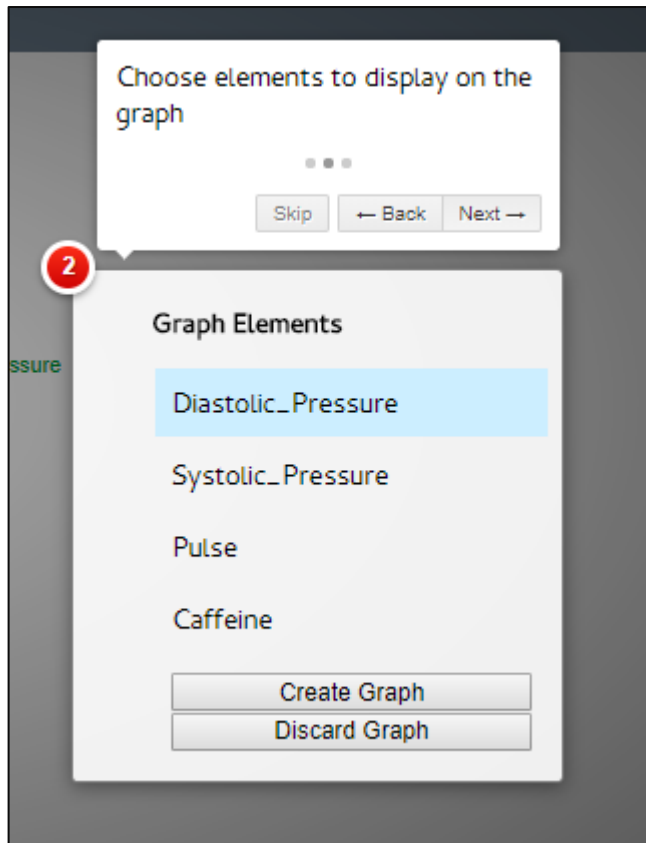 Choose elements to display on the
graph
Skip
← Back
Next →
2
Graph Elements
ssure
Diastolic_Pressure
Systolic_Pressure
Pulse
Caffeine
Create Graph
Discard Graph